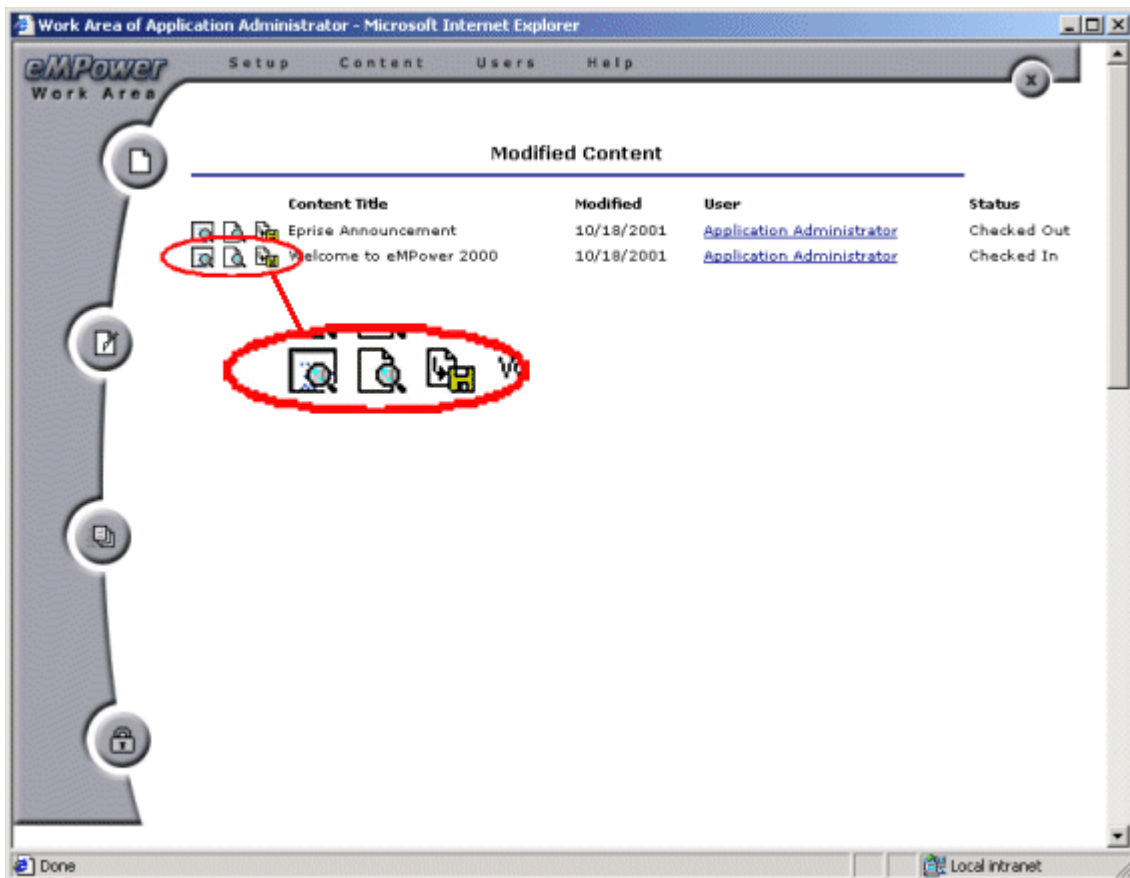 Work Area of Application Administrator - Microsoft Internet Explorer
eMPower Setup Content Users Help
Work Area
X
Modified Content
Content Title Modified User Status
Eprise Announcement 10/18/2001 Application Administrator Checked Out
Welcome to eMPower 2000 10/18/2001 Application Administrator Checked In
Done Local intranet